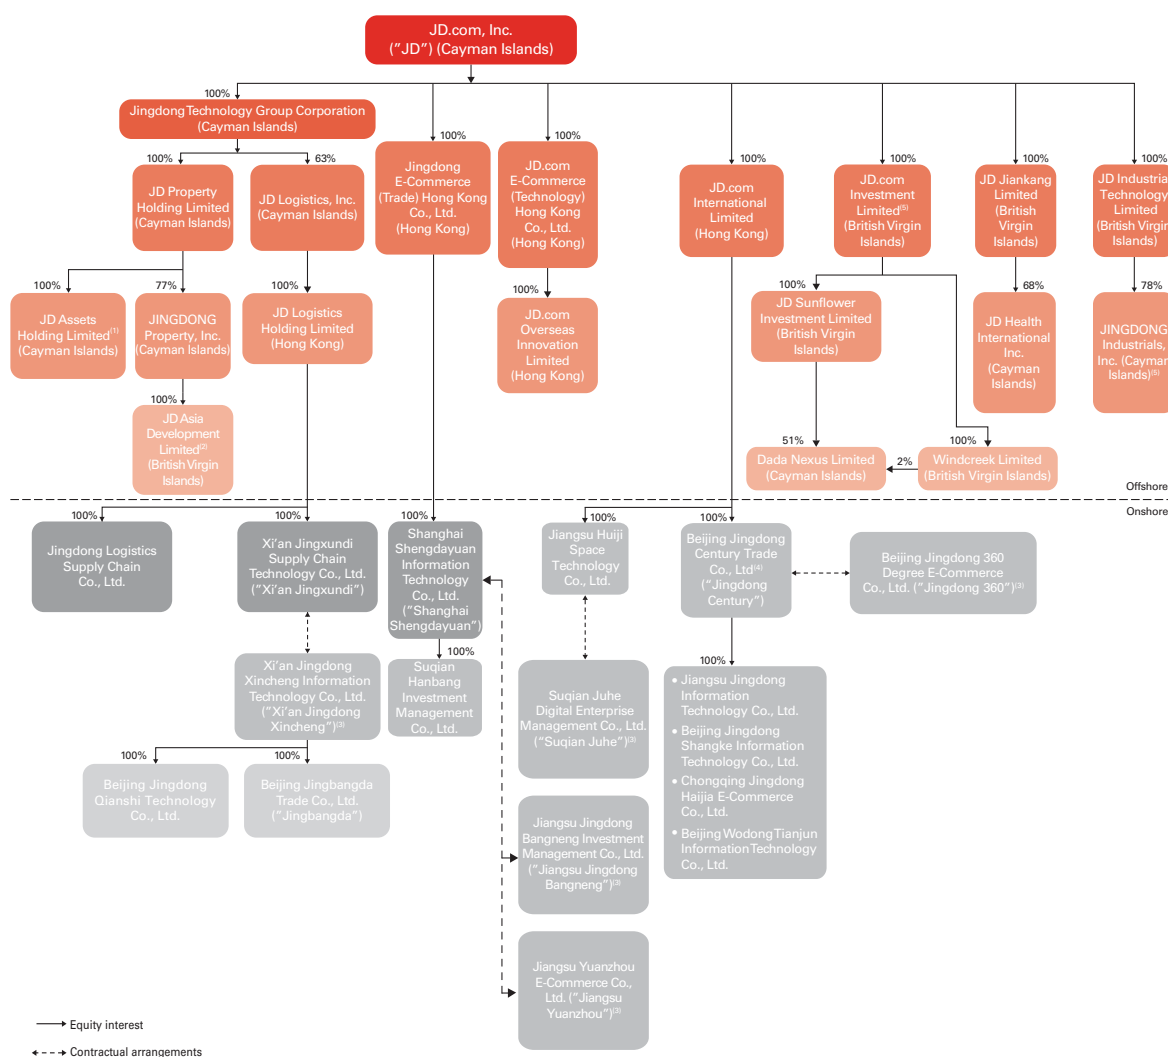 JD.com, Inc.
("JD") (Cayman Islands)
100%
Jingdong Technology Group Corporation
(Cayman Islands)
100%
JD Property
Holding Limited
(Cayman Islands)
63%
JD Logistics, Inc.
(Cayman Islands)
100%
Jingdong
E-Commerce
(Trade) Hong Kong
Co., Ltd.
(Hong Kong)
100%
JD.com
E-Commerce
(Technology)
Hong Kong
Co., Ltd.
(Hong Kong)
100%
JD.com
International
Limited
(Hong Kong)
100%
JD.com
Investment
Limited(5)
(British Virgin
Islands)
100%
JD Jiankang
Limited
(British
Virgin
Islands)
100%
JD Industrial
Technology
Limited
(British Virgin
Islands)
100%
JD Assets
Holding Limited(1)
(Cayman Islands)
77%
JINGDONG
Property, Inc.
(Cayman Islands)
100%
JD Logistics
Holding Limited
(Hong Kong)
100%
JD.com
Overseas
Innovation
Limited
(Hong Kong)
100%
JD Sunflower
Investment Limited
(British Virgin
Islands)
68%
JD Health
International
Inc.
(Cayman
Islands)
78%
JINGDONG
Industrials,
Inc. (Cayman
Islands)(5)
100%
JD Asia
Development
Limited(2)
(British Virgin
Islands)
51%
Dada Nexus Limited
(Cayman Islands)
2%
100%
Windcreek Limited
(British Virgin Islands)
Offshore
Onshore
100%
Jingdong Logistics
Supply Chain
Co., Ltd.
100%
Xi'an Jingxundi
Supply Chain
Technology Co., Ltd.
("Xi'an Jingxundi")
100%
Shanghai
Shengdayuan
Information
Technology
Co., Ltd.
("Shanghai
Shengdayuan")
100%
Jiangsu Huiji
Space
Technology
Co., Ltd.
100%
Beijing Jingdong
Century Trade
Co., Ltd(4)
("Jingdong
Century")
Beijing Jingdong 360
Degree E-Commerce
Co., Ltd. ("Jingdong 360")(3)
Xi'an Jingdong
Xincheng Information
Technology Co., Ltd.
("Xi'an Jingdong
Xincheng")(3)
100%
Suqian
Hanbang
Investment
Management
Co., Ltd.
Suqian Juhe
Digital Enterprise
Management Co., Ltd.
("Suqian Juhe")(3)
100%
• Jiangsu Jingdong
Information
Technology Co., Ltd.
• Beijing Jingdong
Shangke Information
Technology Co., Ltd.
• Chongqing Jingdong
Haijia E-Commerce
Co., Ltd.
• Beijing Wodong Tianjun
Information Technology
Co., Ltd.
100%
Beijing Jingdong
Qianshi Technology
Co., Ltd.
100%
Beijing Jingbangda
Trade Co., Ltd.
("Jingbangda")
Jiangsu Jingdong
Bangneng Investment
Management Co., Ltd.
("Jiangsu Jingdong
Bangneng")(3)
Jiangsu Yuanzhou
E-Commerce Co.,
Ltd. ("Jiangsu
Yuanzhou")(3)
Equity interest
Contractual arrangements